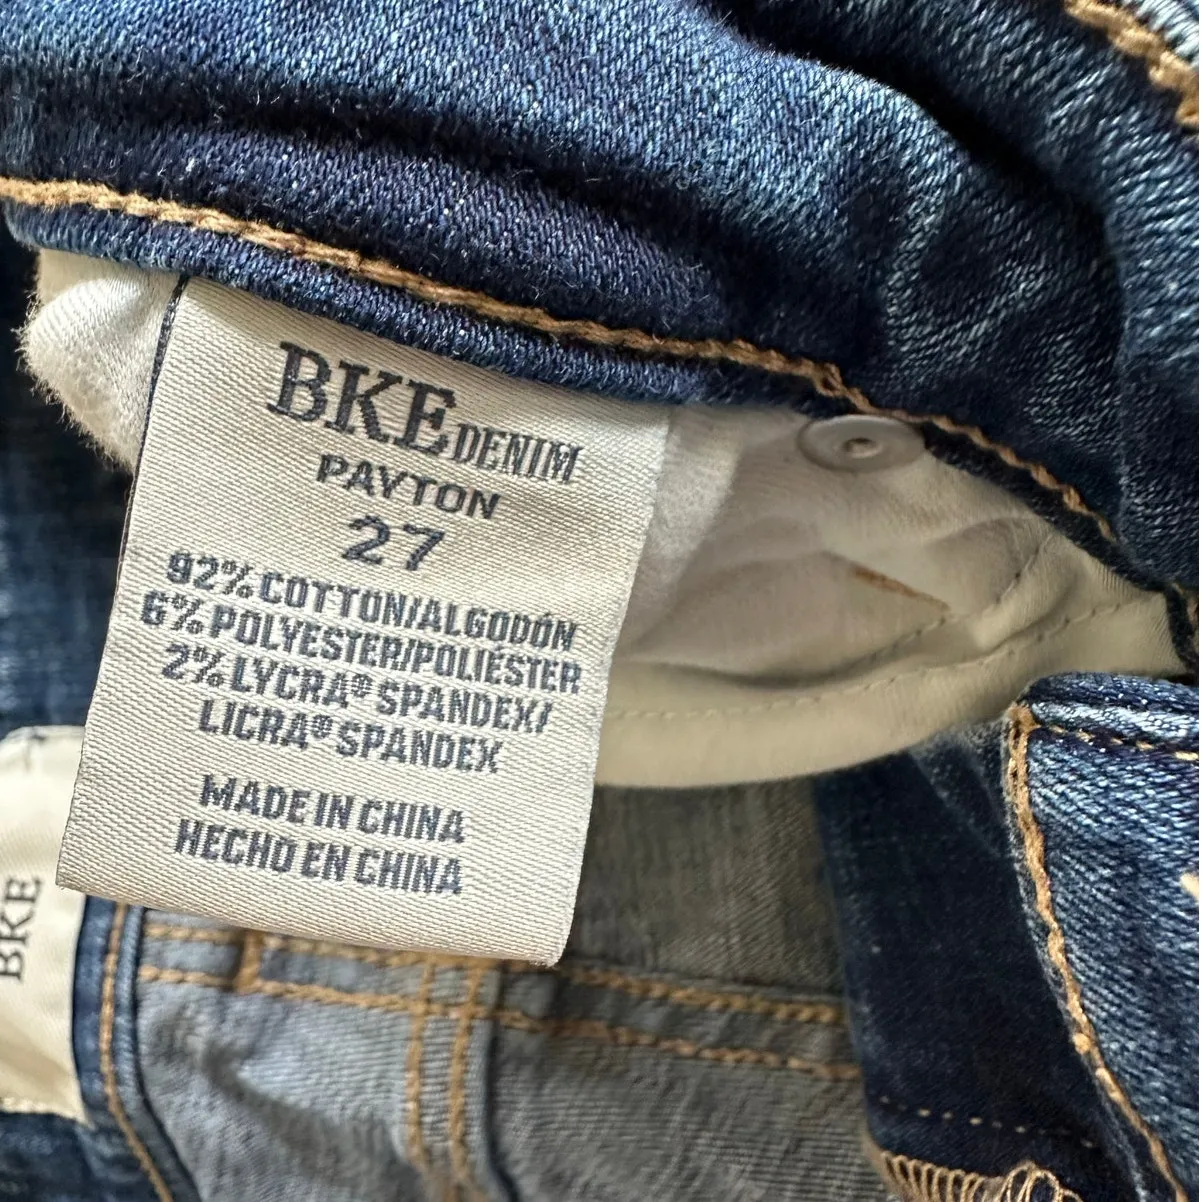 BKE DENIM
PAYTON
27
92% COTTON/ALGODÓN
6% POLYESTER/POLIÉSTER
2% LYCRA® SPANDEX/
LICRA® SPANDEX
MADE IN CHINA
HECHO EN CHINA
BKE